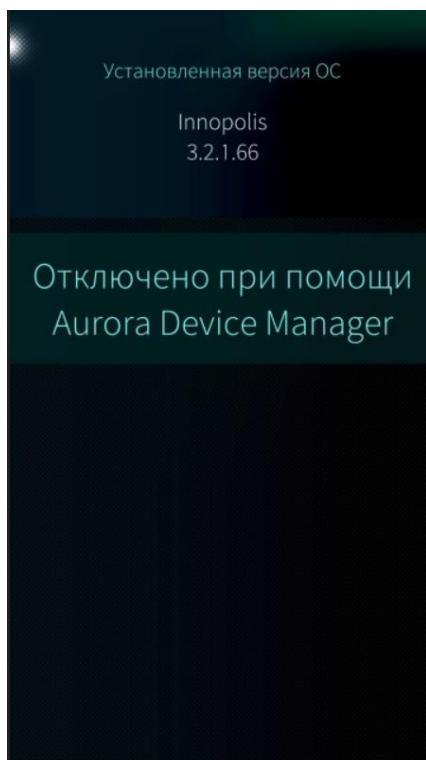 Установленная версия ОС
Innopolis
3.2.1.66
Отключено при помощи
Aurora Device Manager